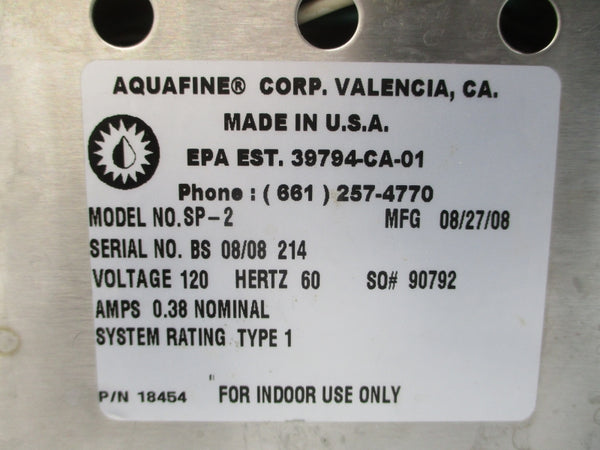 AQUAFINE® CORP. VALENCIA, CA.
MADE IN U.S.A.
EPA EST. 39794-CA-01
Phone : ( 661 ) 257-4770
MODEL NO. SP-2 MFG 08/27/08
SERIAL NO. BS 08/08 214
VOLTAGE 120 HERTZ 60 SO# 90792
AMPS 0.38 NOMINAL
SYSTEM RATING TYPE 1
P/N 18454 FOR INDOOR USE ONLY